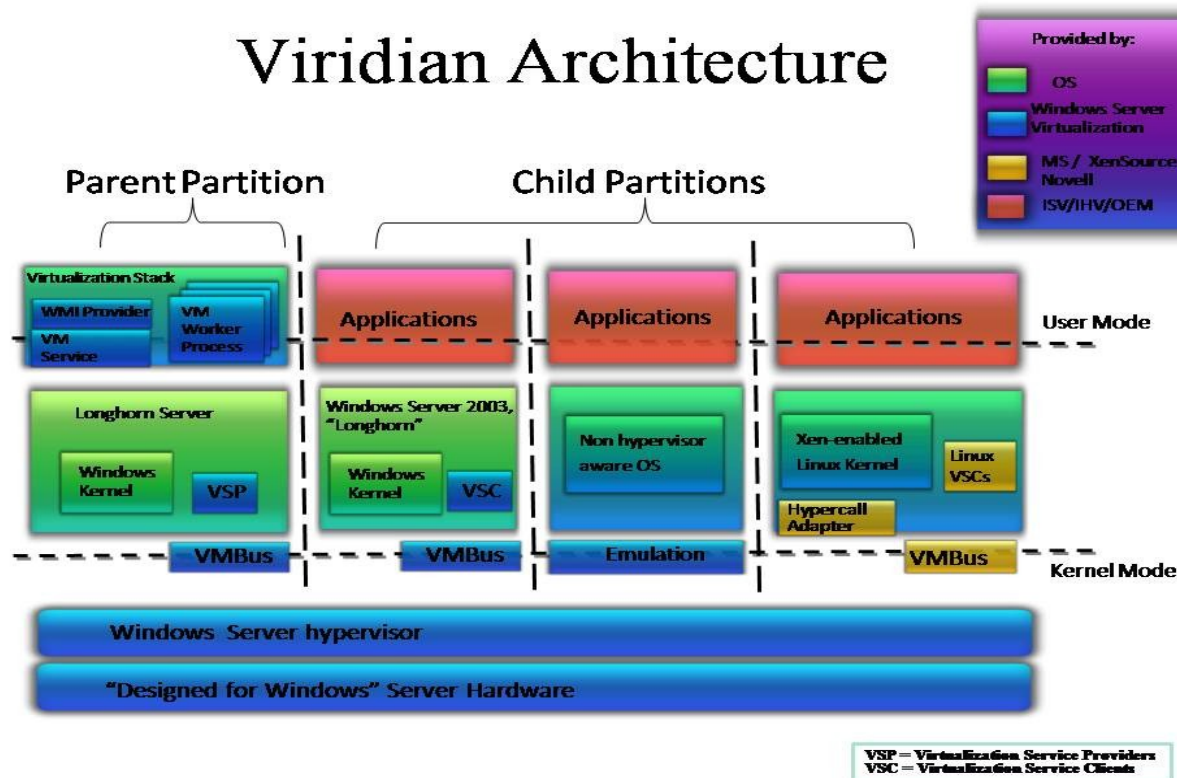 Viridian Architecture
Provided by:
OS
Windows Server
Virtualization
MS / XenSource
Novell
ISV/IHV/OEM
Parent Partition
Child Partitions
Virtualization Stack
WMI Provider
VM
Service
VM
Worker
Process
Applications
Applications
Applications
User Mode
Longhorn Server
Windows
Kernel
VSP
Windows Server 2003,
"Longhorn"
Windows
Kernel
VSC
Non hypervisor
aware OS
Xen-enabled
Linux Kernel
Linux
VSCs
Hypercall
Adapter
VMBus
VMBus
Emulation
VMBus
Kernel Mode
Windows Server hypervisor
“Designed for Windows” Server Hardware
VSP = Virtualization Service Providers
VSC = Virtualization Service Clients